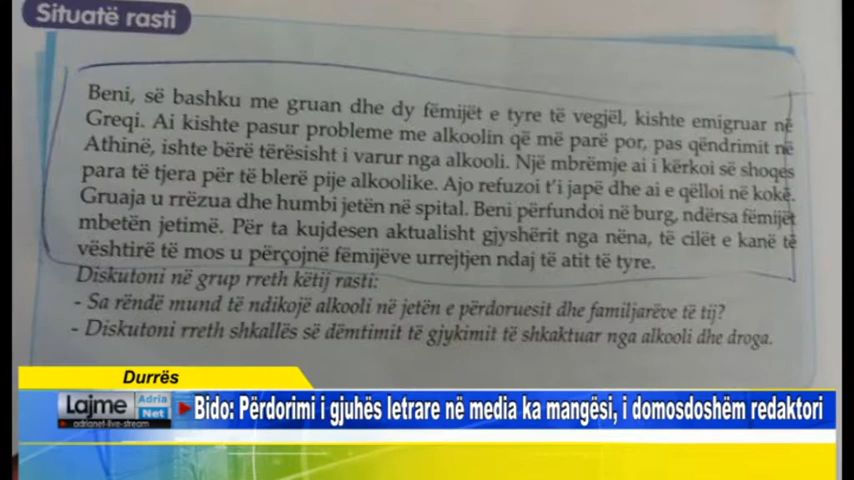 Situatë rasti
Beni, së bashku me gruan dhe dy fëmijët e tyre të vegjël, kishte emigruar në
Greqi. Ai kishte pasur probleme me alkoolin që më parë por, pas qëndrimit në
Athinë, ishte bërë tërësisht i varur nga alkooli. Një mbrëmje ai i kërkoi së shoqes
para të tjera për të blerë pije alkoolike. Ajo refuzoi t'i japë dhe ai e qëlloi në kokë.
Gruaja u rrëzua dhe humbi jetën në spital. Beni përfundoi në burg, ndërsa fëmijët
mbetën jetimë. Për ta kujdesen aktualisht gjyshërit nga nëna, të cilët e kanë të
vështirë të mos u përçojnë fëmijëve urrejtjen ndaj të atit të tyre.
Diskutoni në grup rreth këtij rasti:
- Sa rëndë mund të ndikojë alkooli në jetën e përdoruesit dhe familjarëve të tij?
- Diskutoni rreth shkallës së dëmtimit të gjykimit të shkaktuar nga alkooli dhe droga.
Durrës
Lajme Adria Net
Bido: Përdorimi i gjuhës letrare në media ka mangësi, i domosdoshëm redaktori
adrianet-live-stream